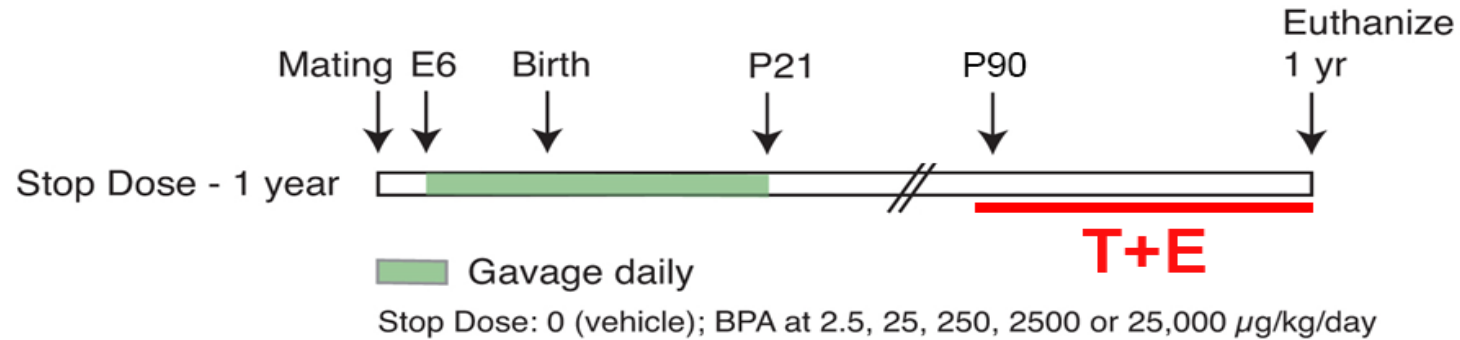 Euthanize
Mating E6 Birth P21 P90 1 yr
Stop Dose - 1 year
T+E
Gavage daily
Stop Dose: 0 (vehicle); BPA at 2.5, 25, 250, 2500 or 25,000 µg/kg/day